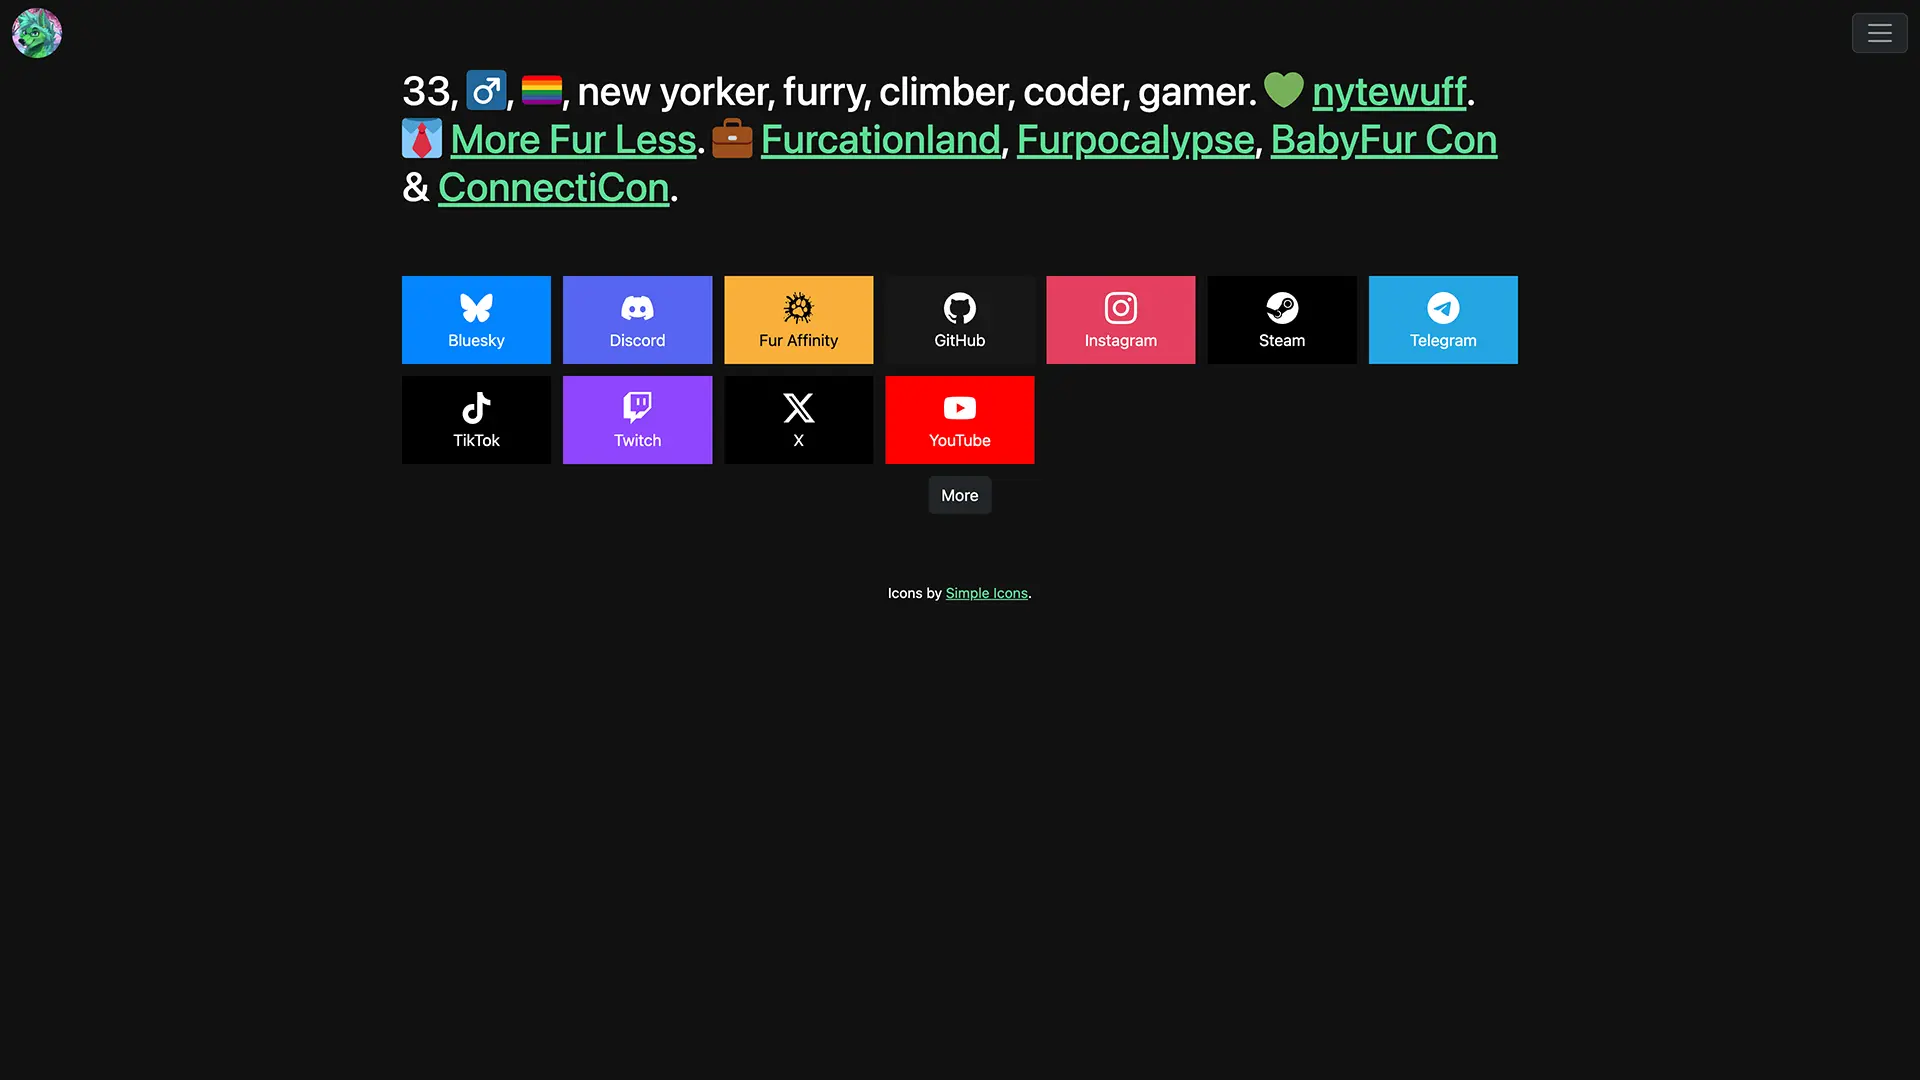 33, ♂️, 🏳️‍🌈, new yorker, furry, climber, coder, gamer. 💚 nytewuff.
👔 More Fur Less. 💼 Furcationland, Furpocalypse, BabyFur Con
& ConnectiCon.
Bluesky
Discord
Fur Affinity
GitHub
Instagram
Steam
Telegram
TikTok
Twitch
X
YouTube
More
Icons by Simple Icons.